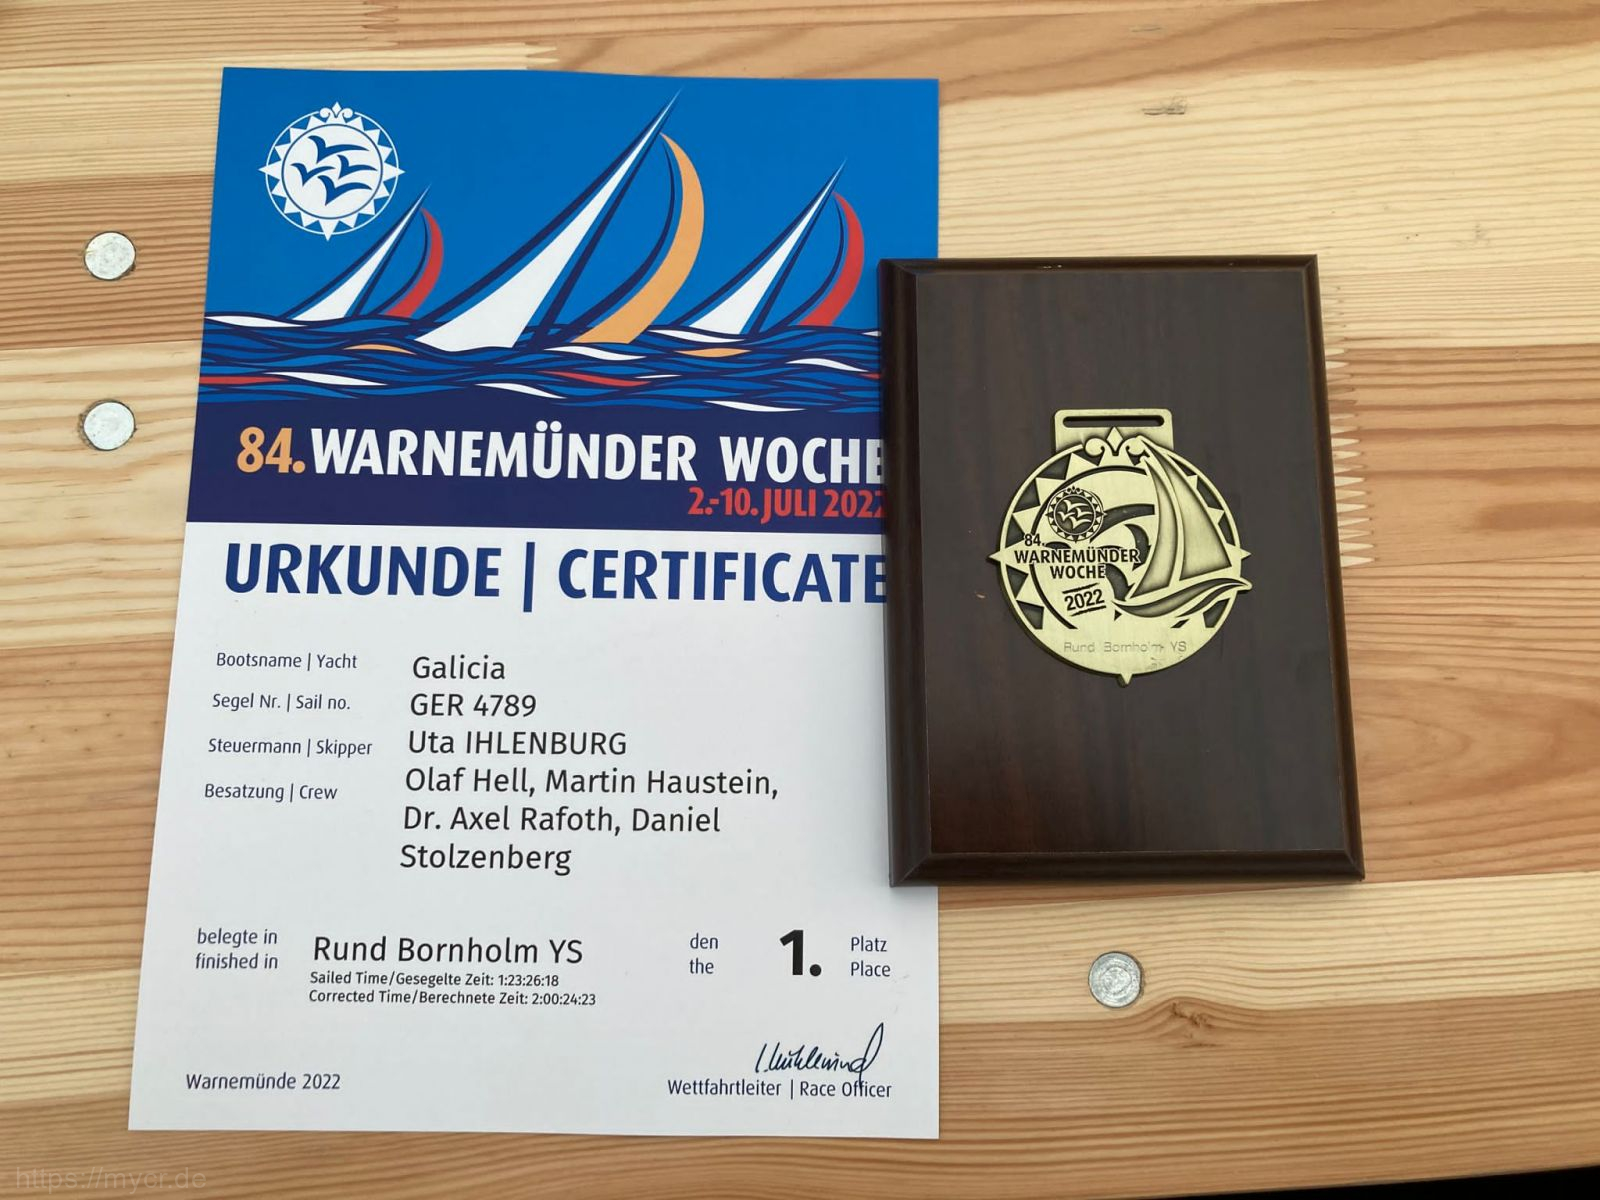 84. WARNEMÜNDER WOCHE
2.-10. JULI 2022
URKUNDE | CERTIFICATE
Bootsname | Yacht Galicia
Segel Nr. | Sail no. GER 4789
Steuermann | Skipper Uta IHLENBURG
Besatzung | Crew Olaf Hell, Martin Haustein,
Dr. Axel Rafoth, Daniel
Stolzenberg
belegte in
finished in
Rund Bornholm YS
Sailed Time/Gesegelte Zeit: 1:23:26:18
Corrected Time/Berechnete Zeit: 2:00:24:23
den
the
1.
Platz
Place
Warnemünde 2022
Wettfahrtleiter | Race Officer
84.
WARNEMÜNDER
WOCHE
2022
Rund Bornholm YS
https://myer.de